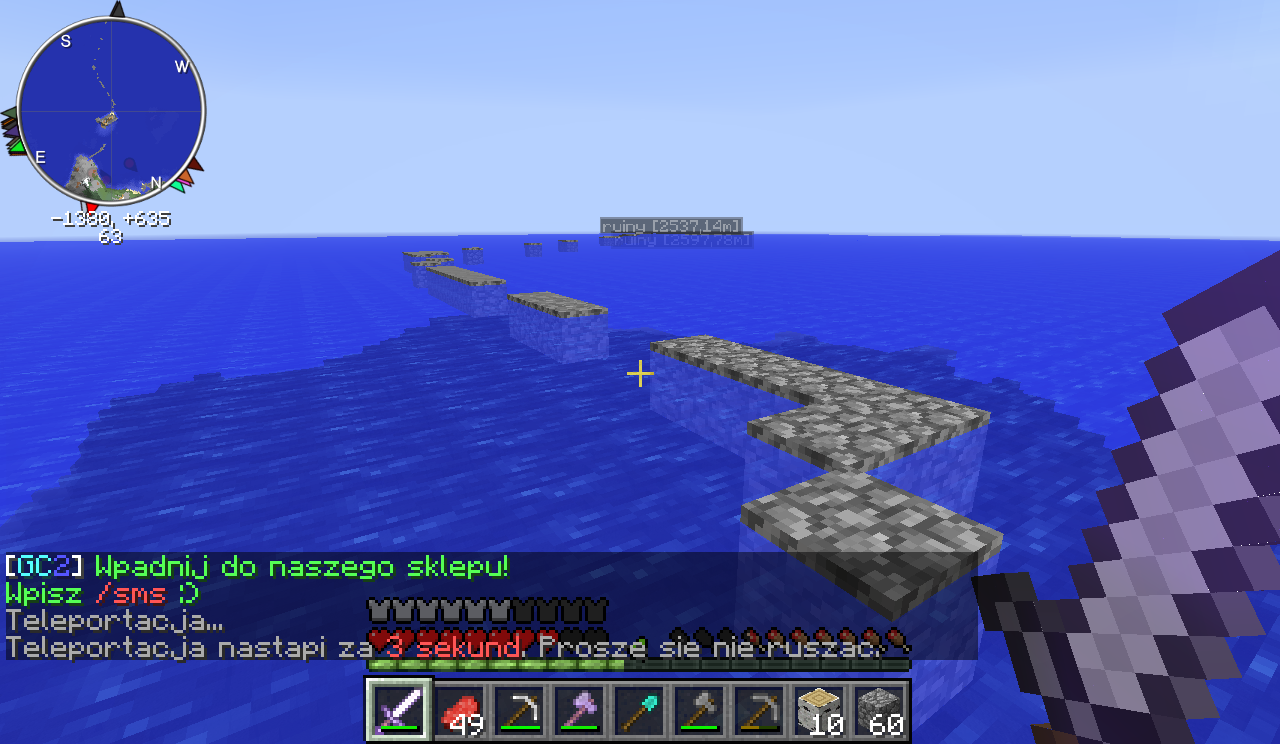 S
W
E
N
-1380, +635
63
ruiny [2537,14m]
ruiny [2597,78m]
[GC2] Wpadnij do naszego sklepu!
Wpisz /sms :)
Teleportacja...
Teleportacja nastąpi za 3 sekund. Proszę się nie ruszać.
49
10
60